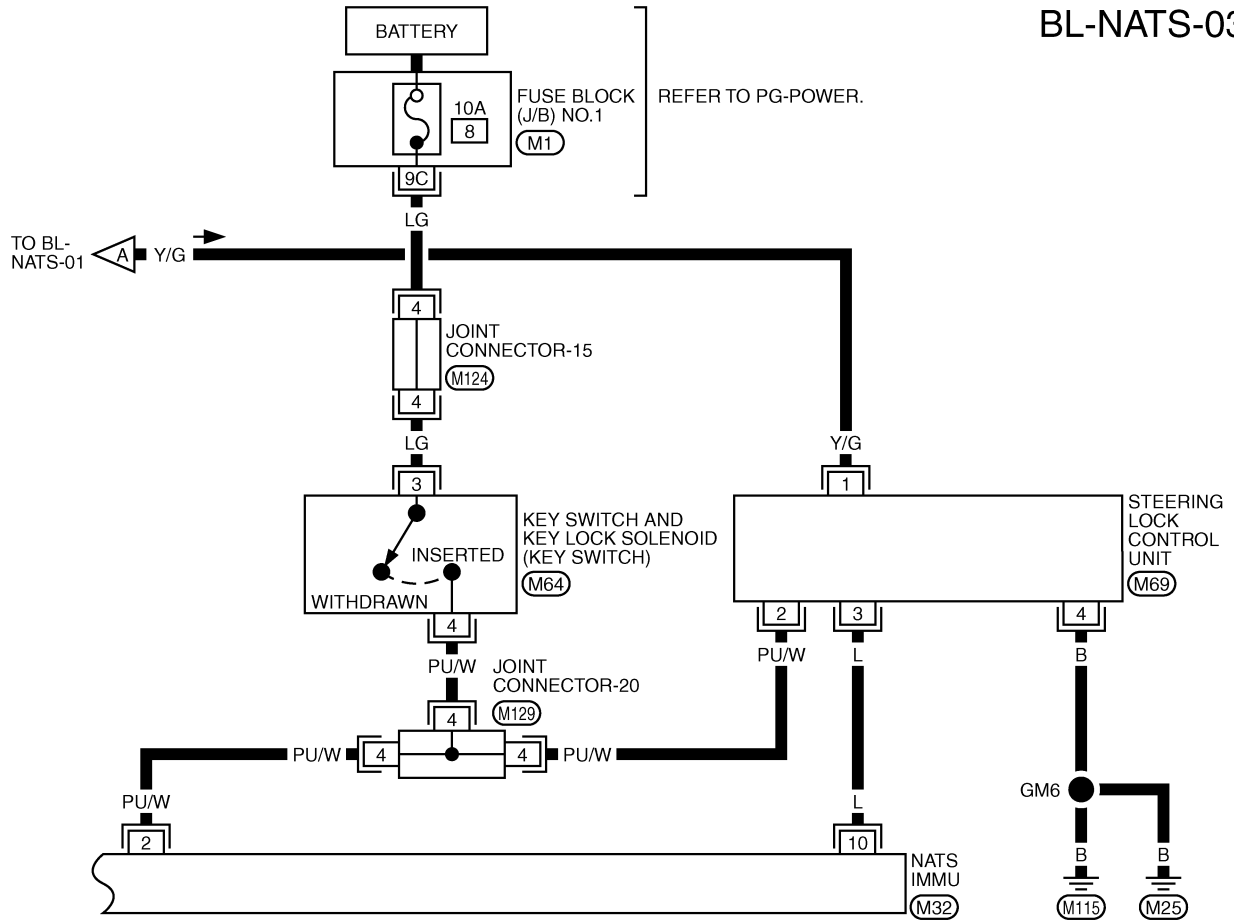 BL-NATS-03
BATTERY
FUSE BLOCK
(J/B) NO.1
M1
REFER TO PG-POWER.
10A
8
9C
LG
TO BL-
NATS-01
A
Y/G
4
JOINT
CONNECTOR-15
M124
4
LG
Y/G
3
1
KEY SWITCH AND
KEY LOCK SOLENOID
(KEY SWITCH)
M64
INSERTED
WITHDRAWN
STEERING
LOCK
CONTROL
UNIT
M69
4
2
3
4
PU/W
PU/W
L
B
JOINT
CONNECTOR-20
M129
4
PU/W
4
4
PU/W
GM6
PU/W
L
2
10
B
B
NATS
IMMU
M32
M115
M25